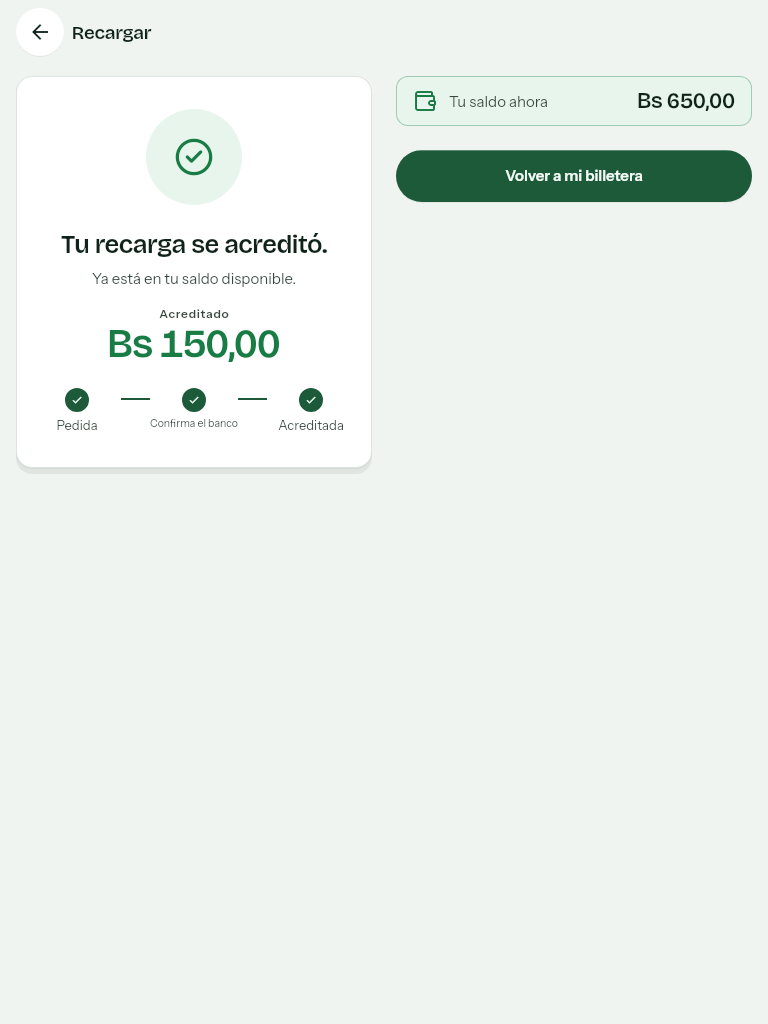 Recargar
Tu recarga se acreditó.
Ya está en tu saldo disponible.
Acreditado
Bs 150,00
Pedida
Confirma el banco
Acreditada
Tu saldo ahora
Bs 650,00
Volver a mi billetera